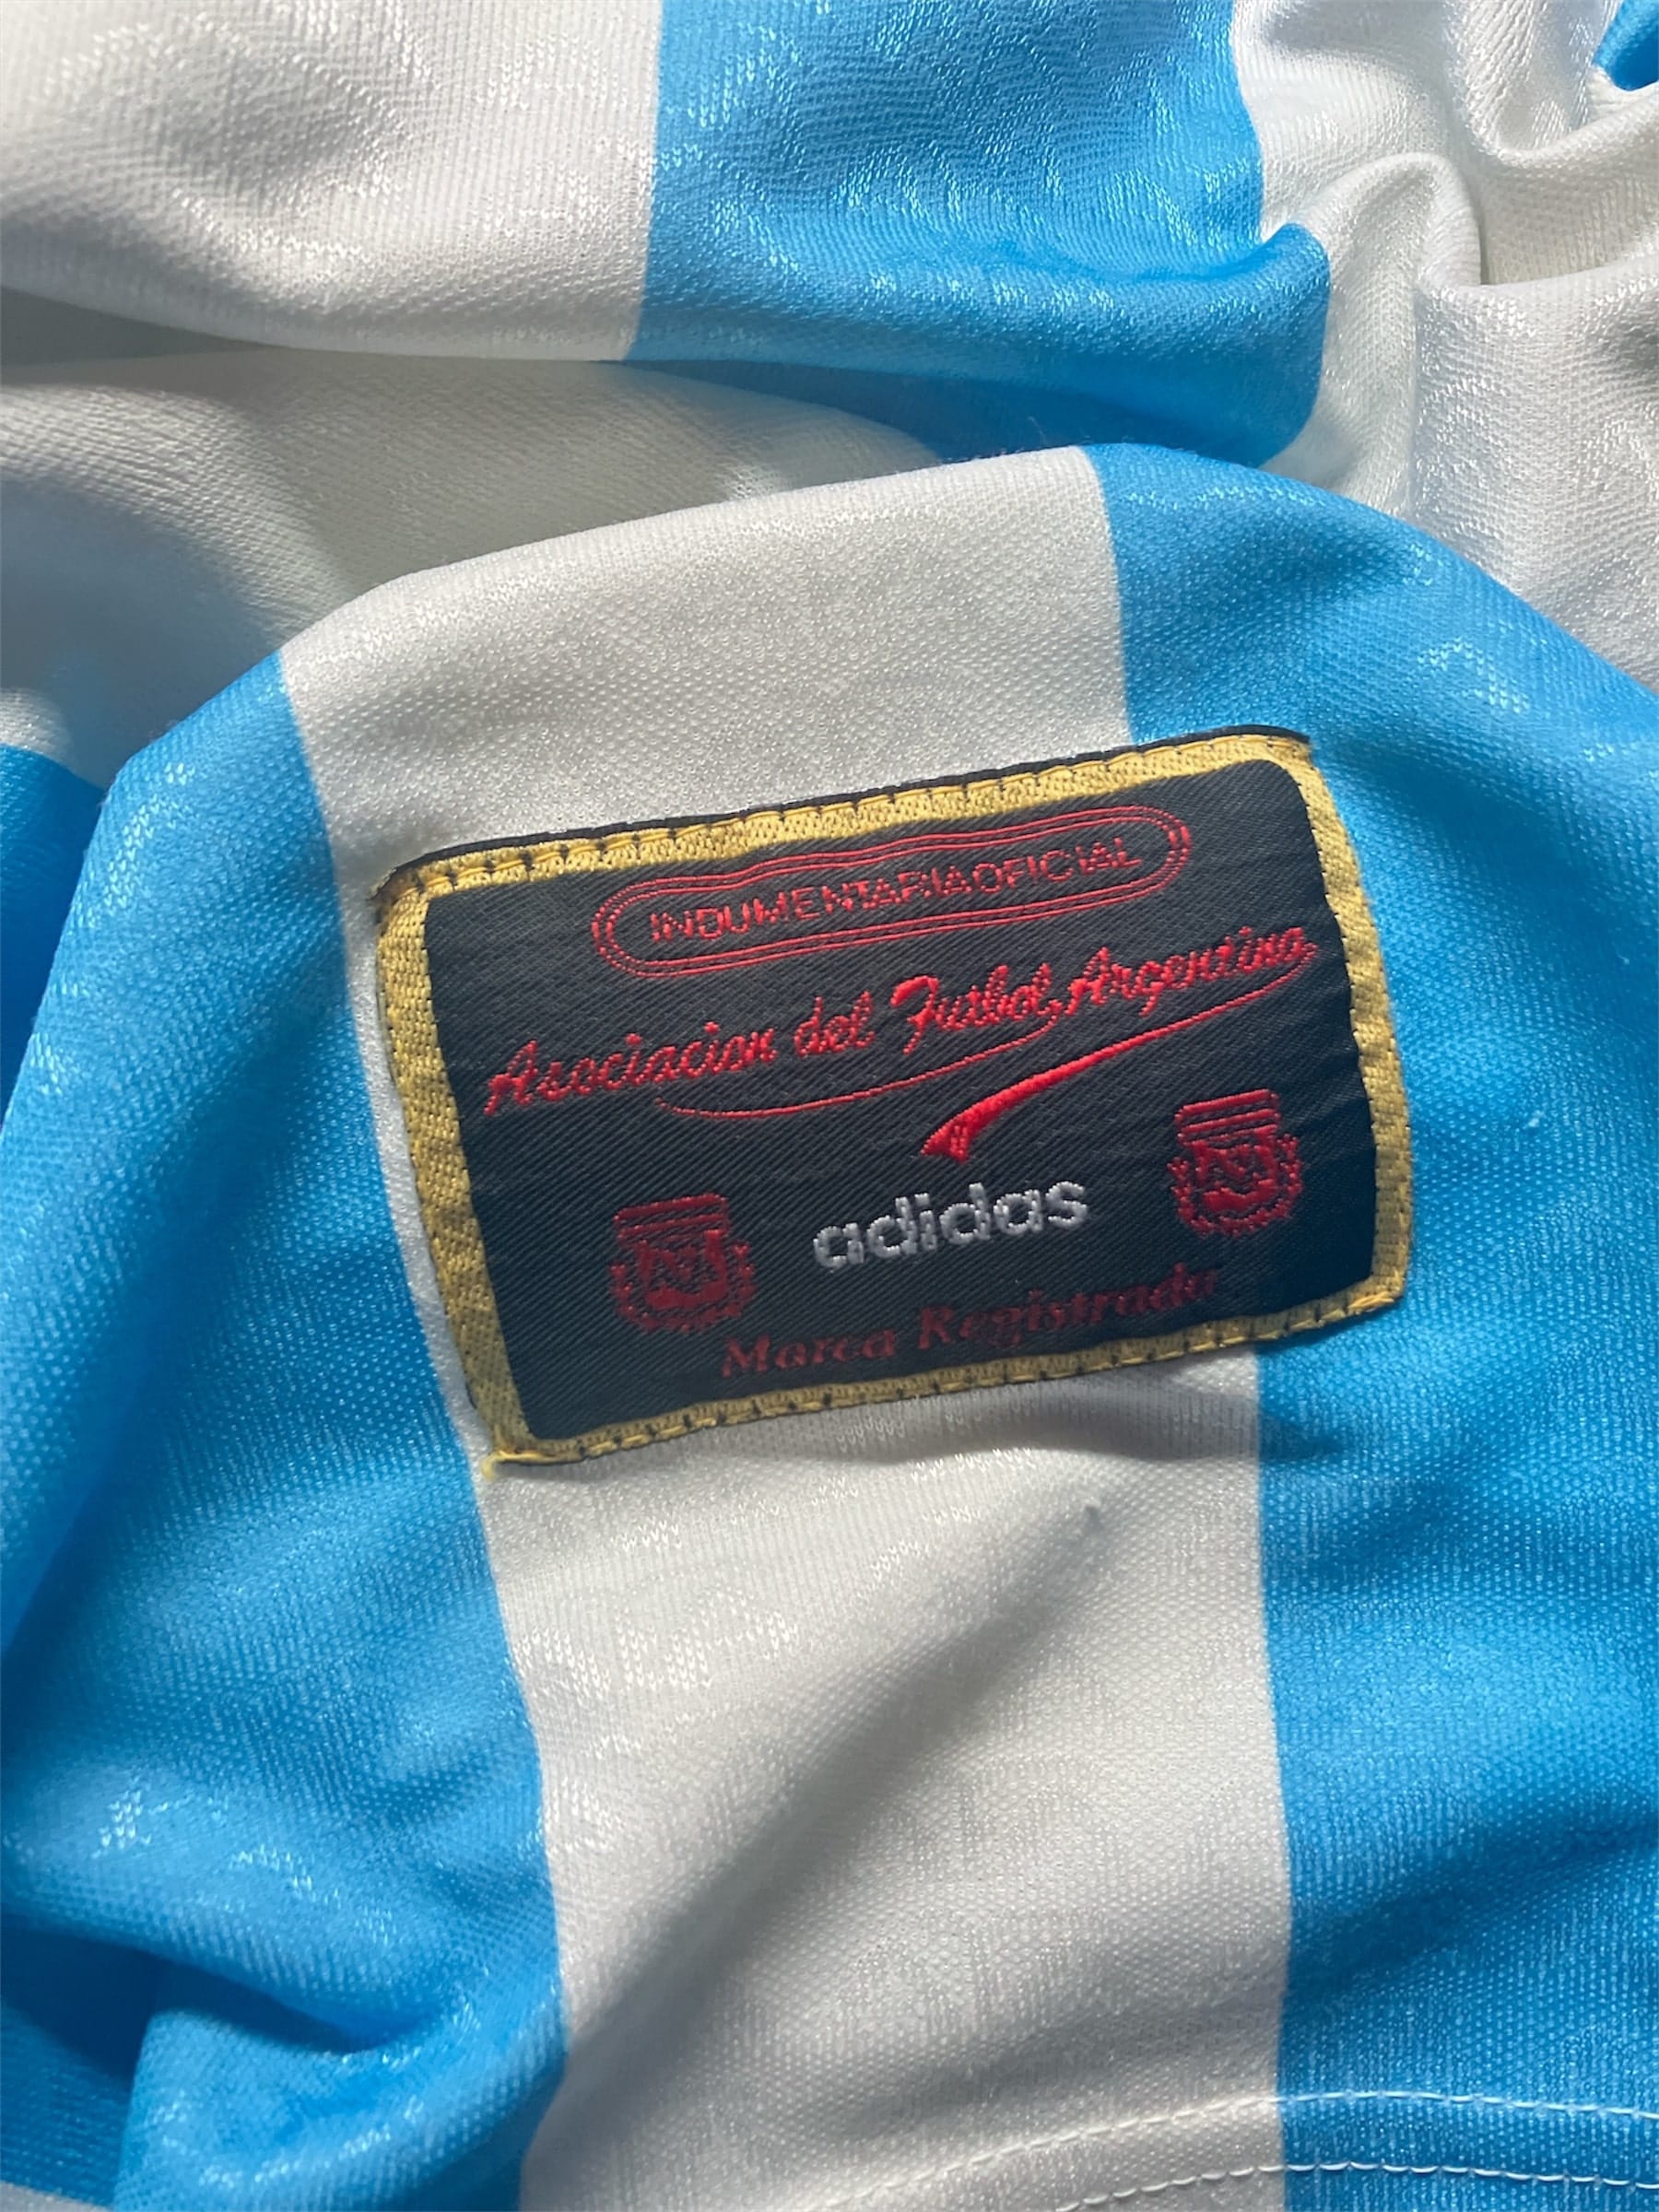 INDUMENTARIA OFICIAL
Asociacion del Futbol Argentino
adidas
Marca Registrada